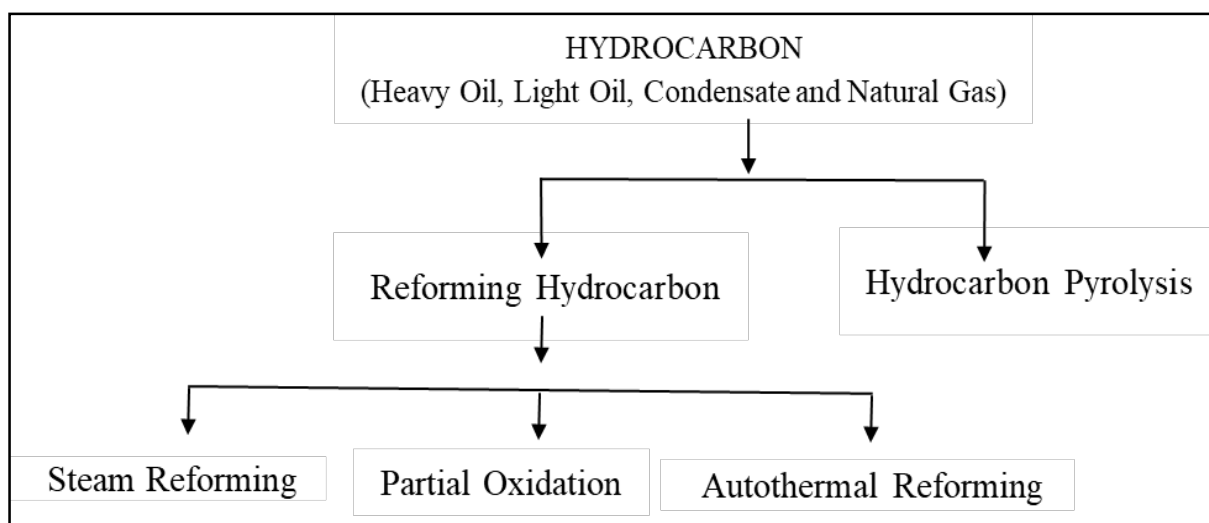 HYDROCARBON
(Heavy Oil, Light Oil, Condensate and Natural Gas)
Reforming Hydrocarbon
Hydrocarbon Pyrolysis
Steam Reforming
Partial Oxidation
Autothermal Reforming